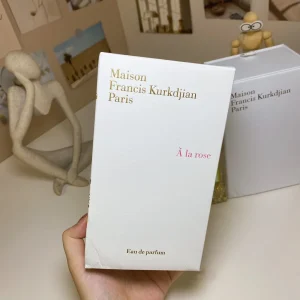 Maison
Francis Kurkdjian
Paris
À la rose
Eau de parfum
Maison
Francis Kurkdjian
Paris